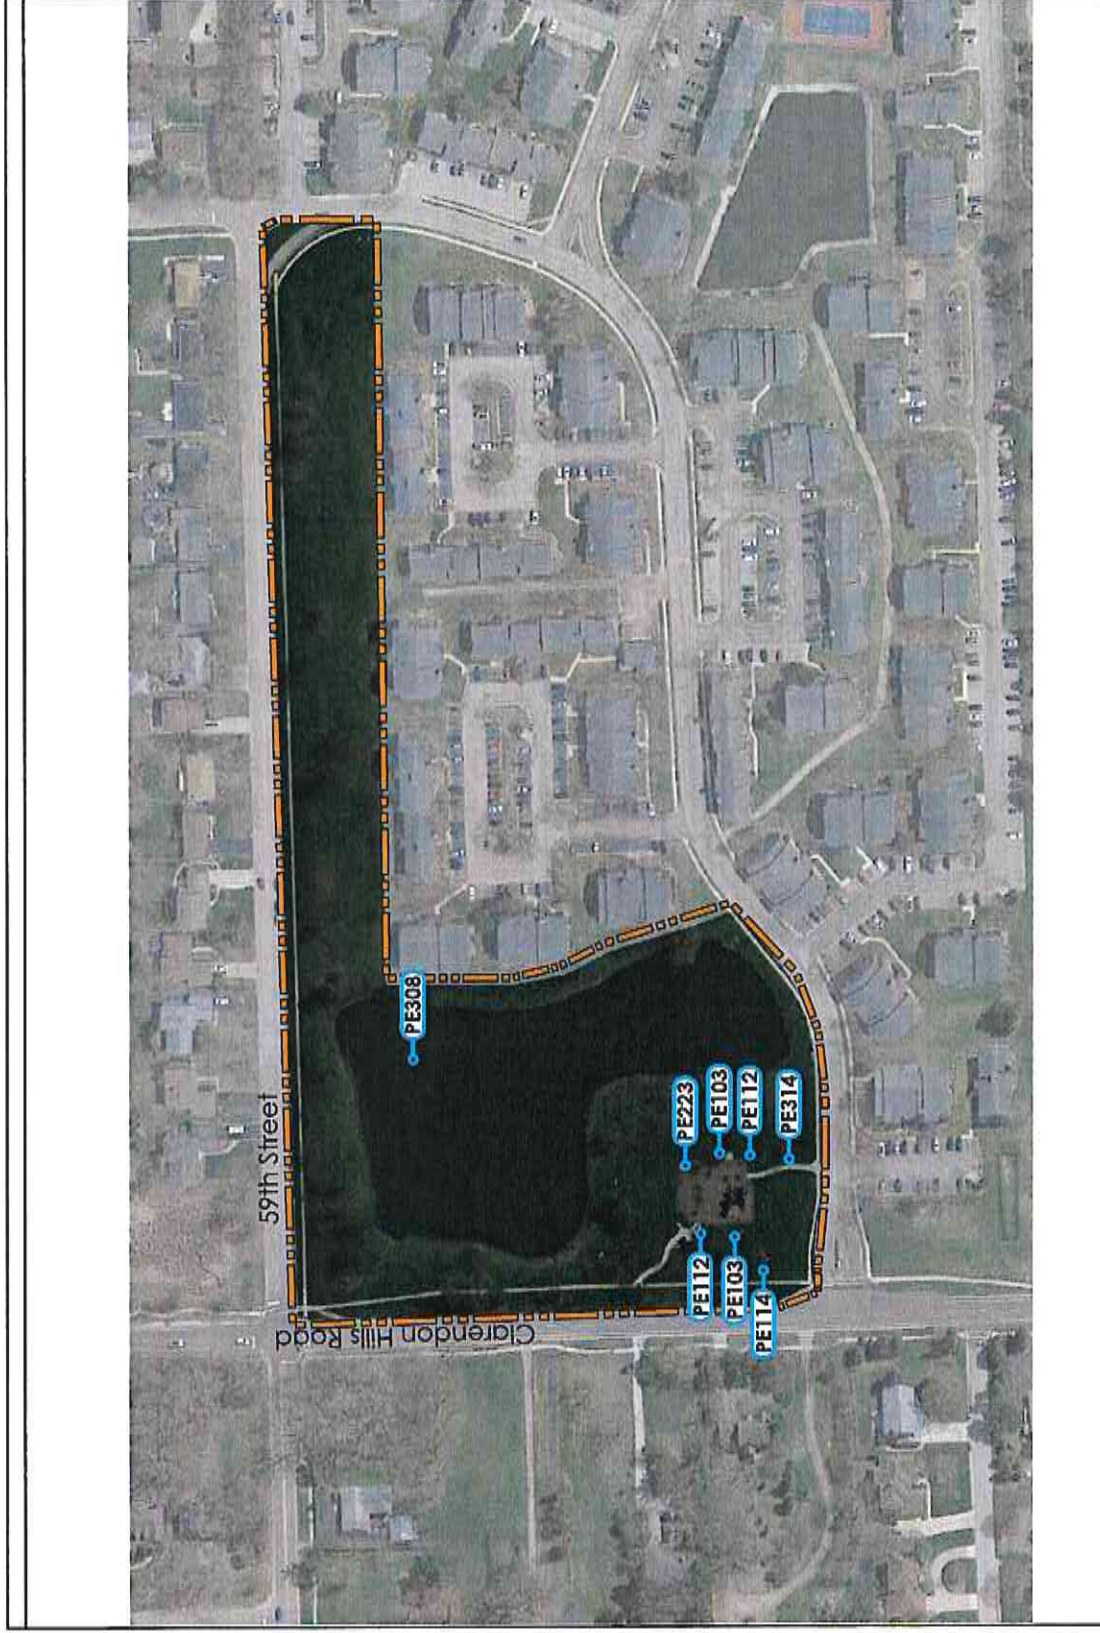 59th Street
Clarendon Hills Road
PE308
PE223
PE103
PE112
PE314
PE112
PE103
PE114